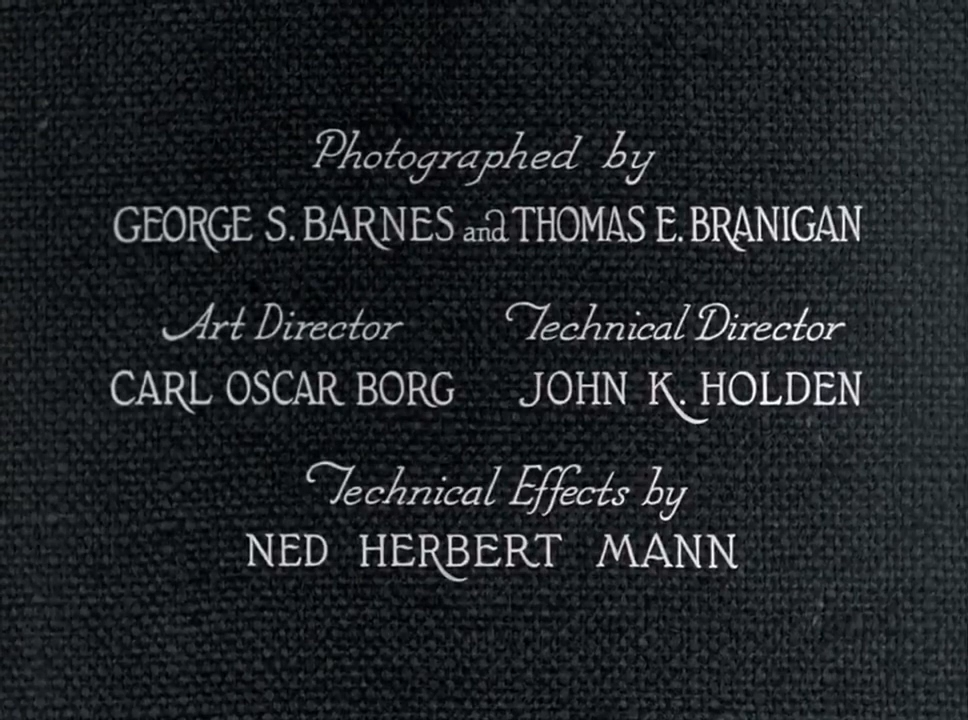 Photographed by
GEORGE S. BARNES and THOMAS E. BRANIGAN
Art Director
Technical Director
CARL OSCAR BORG
JOHN K. HOLDEN
Technical Effects by
NED HERBERT MANN